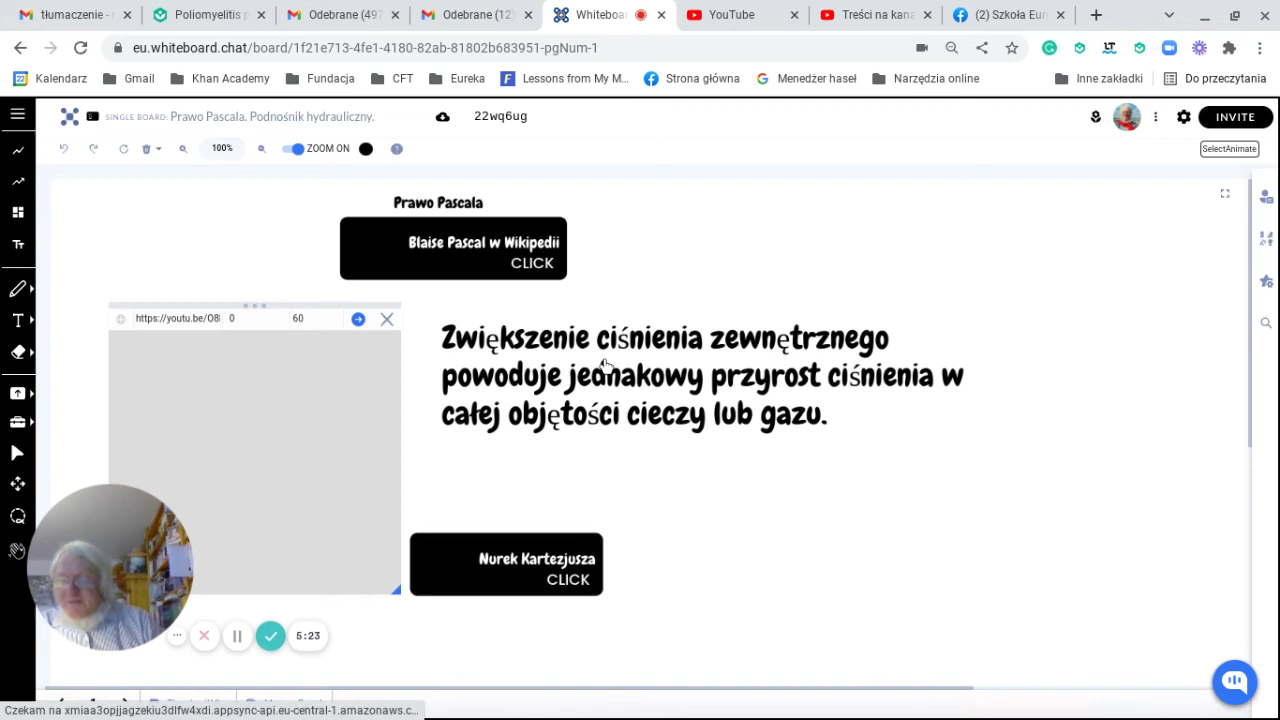 tłumaczenie -
Poliomyelitis p
Odebrane (497
Odebrane (12)
Whiteboa
YouTube
Treści na kana
(2) Szkoła Eur
eu.whiteboard.chat/board/1f21e713-4fe1-4180-82ab-81f02b683951-pgNum-1
Kalendarz
Gmail
Khan Academy
Fundacja
CFT
Eureka
Lessons from My M...
Strona główna
Menedżer haseł
Narzędzia online
Inne zakładki
Do przeczytania
SINGLE BOARD: Prawo Pascala. Podnośnik hydrauliczny.
22wq6ug
INVITE
100%
ZOOM ON
SelectAnimate
Prawo Pascala
Blaise Pascal w Wikipedii
CLICK
https://youtu.be/O8
0
60
Zwiększenie ciśnienia zewnętrznego
powoduje jednakowy przyrost ciśnienia w
całej objętości cieczy lub gazu.
Nurek Kartezjusza
CLICK
5:23
Czekam na xmiaa3opjjagzekiu3dlfw4xdi.appsync-api.eu-central-1.amazonaws.c...